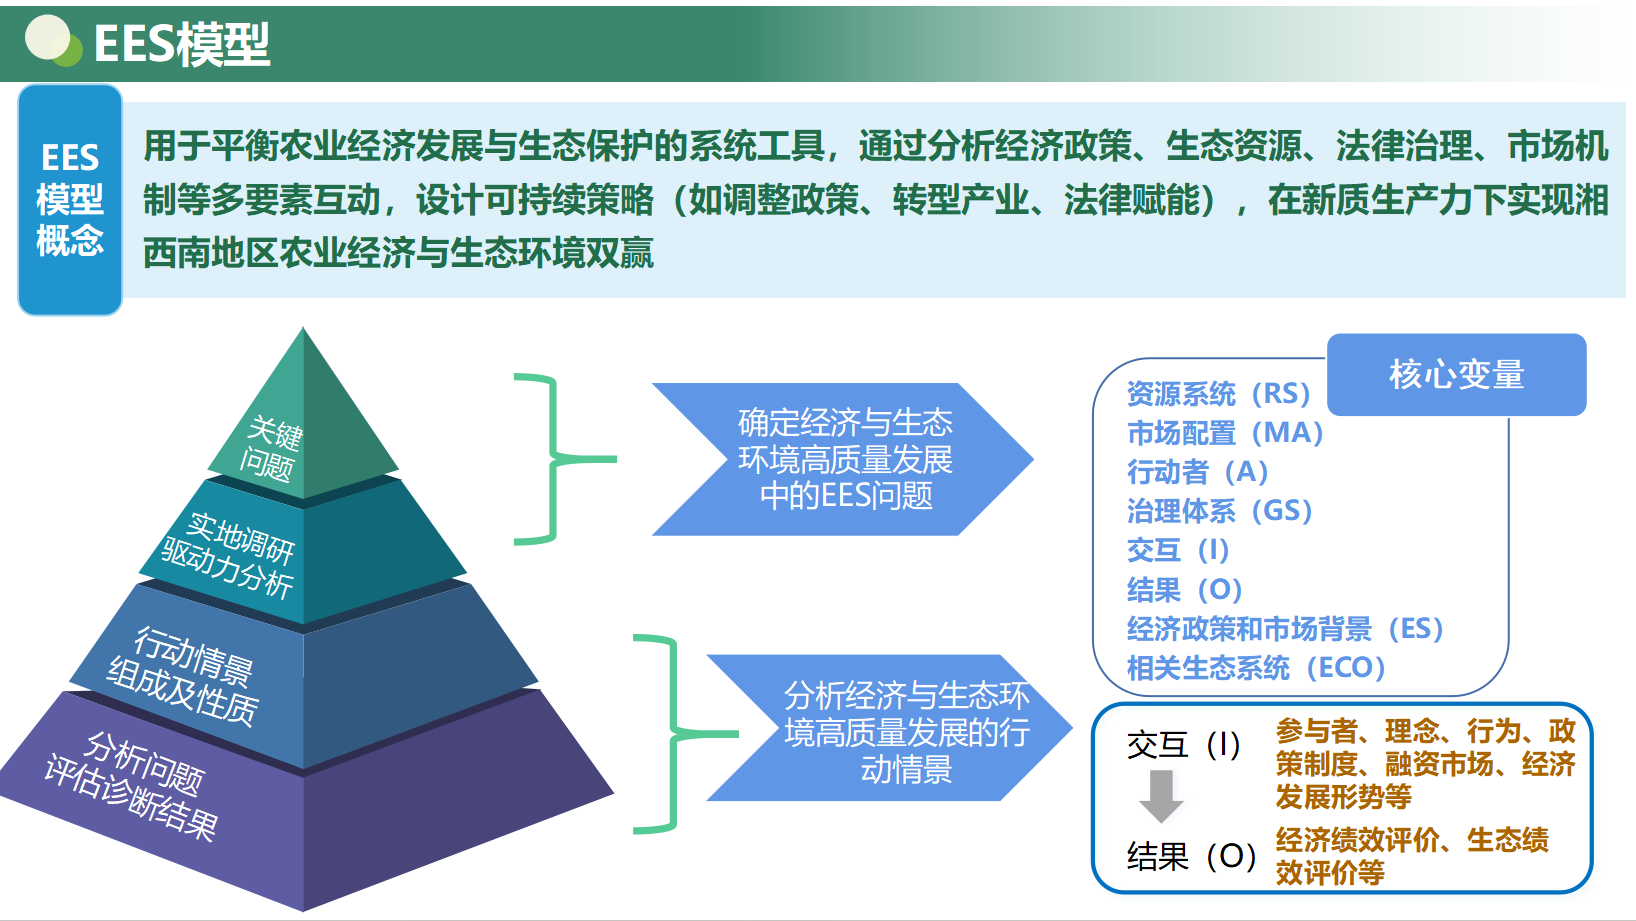 EES模型
EES
模型
概念
用于平衡农业经济发展与生态保护的系统工具，通过分析经济政策、生态资源、法律治理、市场机
制等多要素互动，设计可持续策略（如调整政策、转型产业、法律赋能），在新质生产力下实现湘
西南地区农业经济与生态环境双赢
关键
问题
实地调研
驱动力分析
行动情景
组成及性质
分析问题
评估诊断结果
确定经济与生态
环境高质量发展
中的EES问题
分析经济与生态环
境高质量发展的行
动情景
核心变量
资源系统（RS）
市场配置（MA）
行动者（A）
治理体系（GS）
交互（I）
结果（O）
经济政策和市场背景（ES）
相关生态系统（ECO）
交互（I）
参与者、理念、行为、政
策制度、融资市场、经济
发展形势等
结果（O）
经济绩效评价、生态绩
效评价等